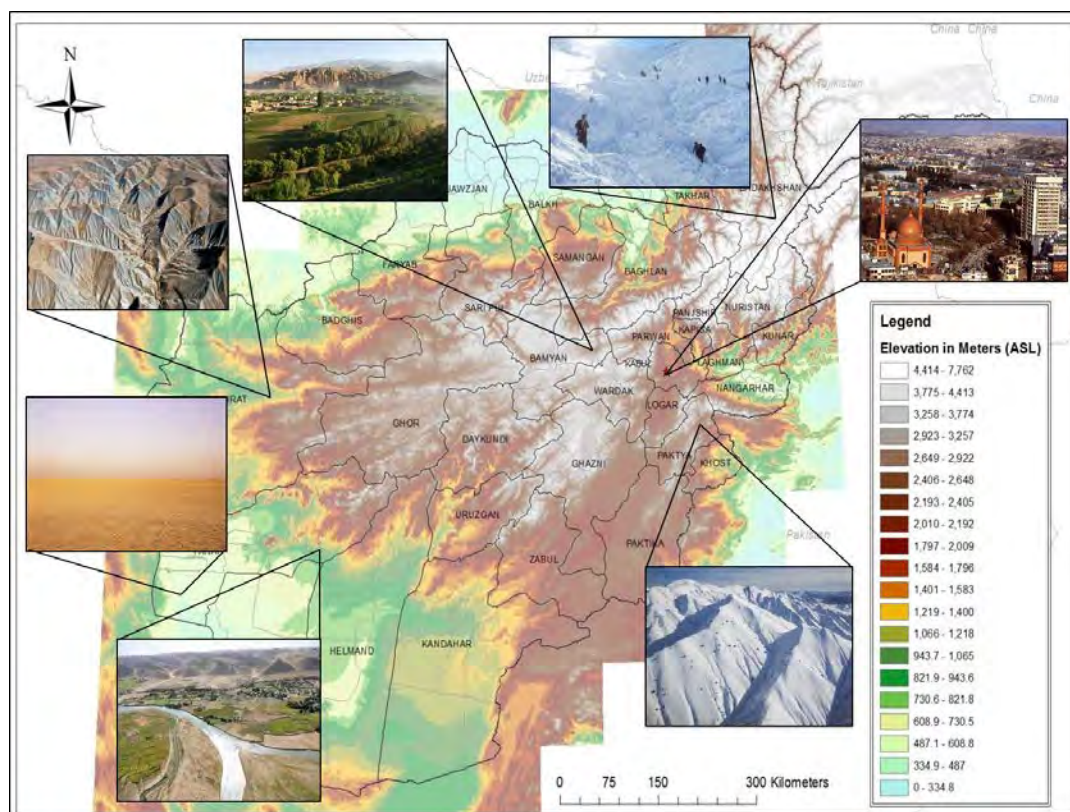 China China
N
Tajikistan
China
JAWZJAN
BALKH
TAKHAR
FARYAB
SAMANGAN
BAGHLAN
BADGHIS
SARI PUL
PANJSHIR
NURISTAN
KAPISA
KUNAR
PARWAN
BAMYAN
KABUL
LAGHMAN
NANGARHAR
WARDAK
LOGAR
GHOR
DAYKUNDI
GHAZNI
PAKTYA
KHOST
URUZGAN
ZABUL
PAKTIKA
Pakistan
HELMAND
KANDAHAR
Legend
Elevation in Meters (ASL)
4,414 - 7,762
3,775 - 4,413
3,258 - 3,774
2,923 - 3,257
2,649 - 2,922
2,406 - 2,648
2,193 - 2,405
2,010 - 2,192
1,797 - 2,009
1,584 - 1,796
1,401 - 1,583
1,219 - 1,400
1,066 - 1,218
943.7 - 1,065
821.9 - 943.6
730.6 - 821.8
608.9 - 730.5
487.1 - 608.8
334.9 - 487
0 - 334.8
0 75 150 300 Kilometers